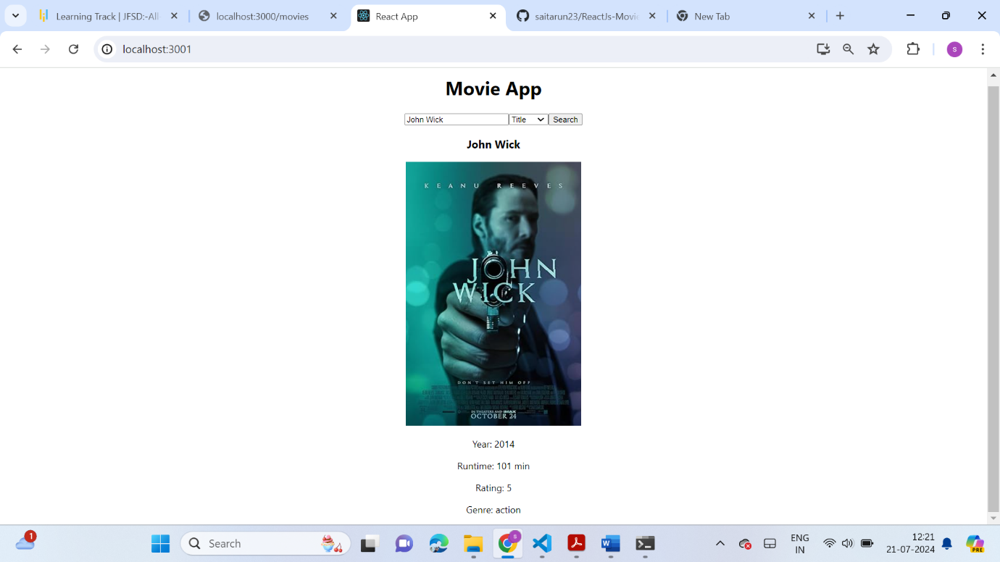 Learning Track | JFSD:-All-
localhost:3000/movies
React App
saitarun23/ReactJs-Movie
New Tab
localhost:3001
s
Movie App
John Wick
Title
Search
John Wick
KEANU REEVES
JOHN
WICK
DON'T SET HIM OFF
IN THEATERS AND IMAX
OCTOBER 24
Year: 2014
Runtime: 101 min
Rating: 5
Genre: action
1
Search
s
ENG
IN
12:21
21-07-2024
PRE